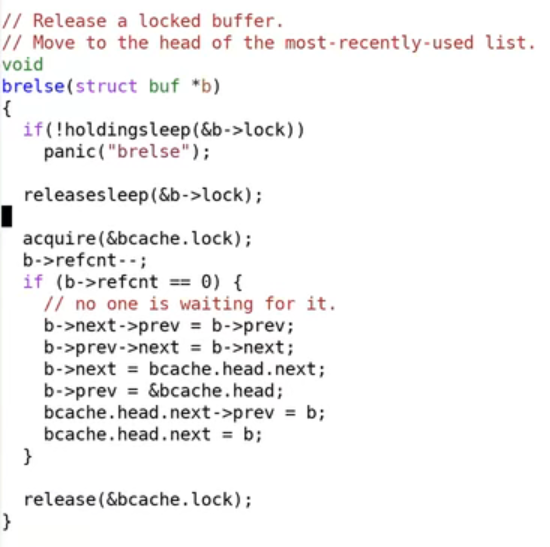 // Release a locked buffer.
// Move to the head of the most-recently-used list.
void
brelse(struct buf *b)
{
  if(!holdingsleep(&b->lock))
    panic("brelse");

  releasesleep(&b->lock);

  acquire(&bcache.lock);
  b->refcnt--;
  if (b->refcnt == 0) {
    // no one is waiting for it.
    b->next->prev = b->prev;
    b->prev->next = b->next;
    b->next = bcache.head.next;
    b->prev = &bcache.head;
    bcache.head.next->prev = b;
    bcache.head.next = b;
  }

  release(&bcache.lock);
}